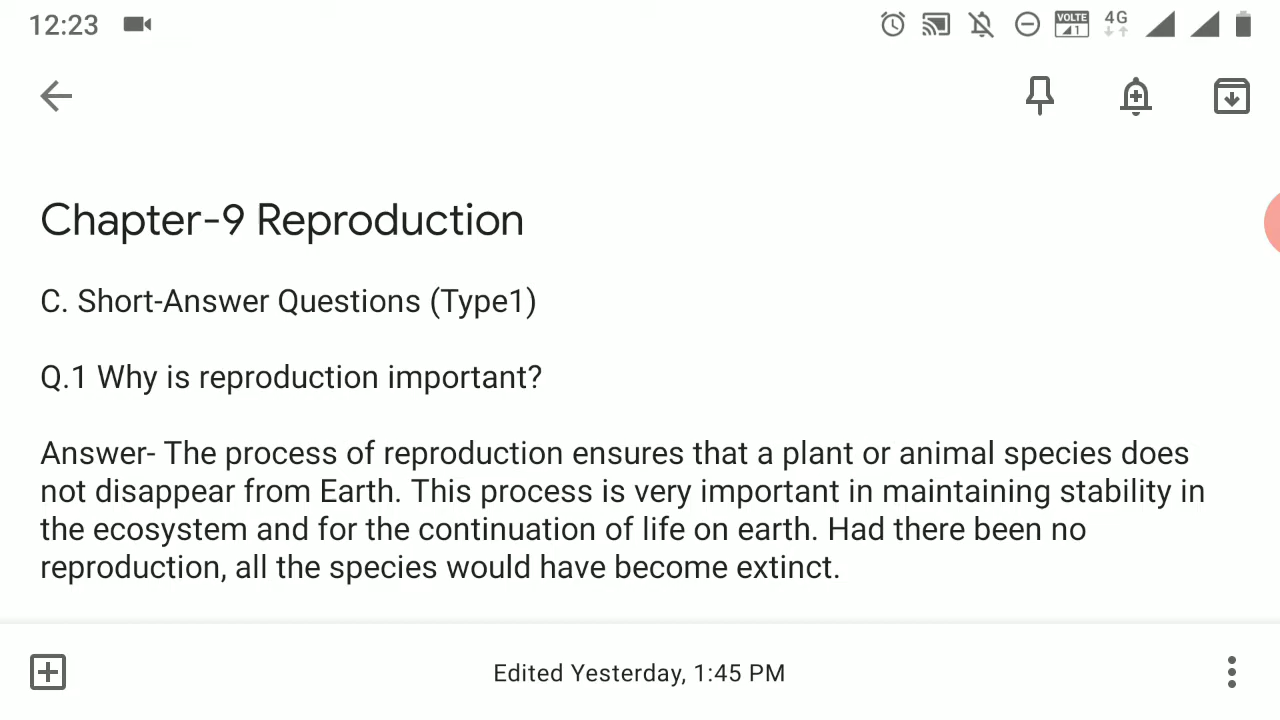 12:23
VOLTE 1 4G
Chapter-9 Reproduction
C. Short-Answer Questions (Type1)
Q.1 Why is reproduction important?
Answer- The process of reproduction ensures that a plant or animal species does
not disappear from Earth. This process is very important in maintaining stability in
the ecosystem and for the continuation of life on earth. Had there been no
reproduction, all the species would have become extinct.
Edited Yesterday, 1:45 PM